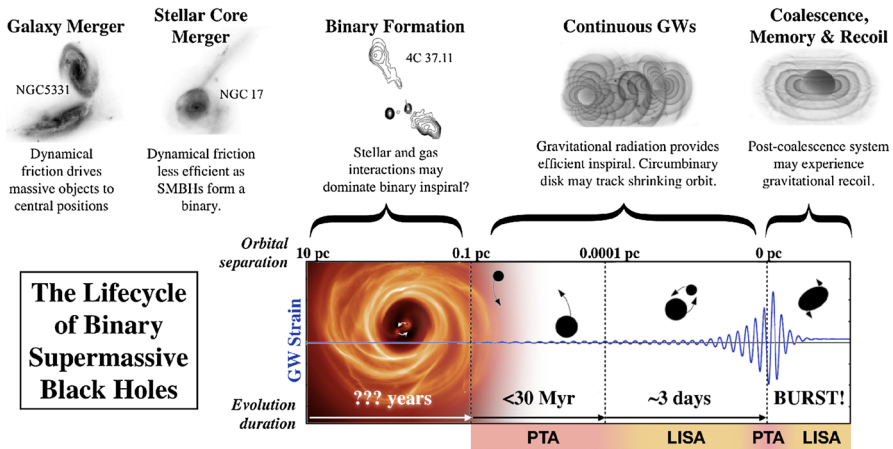 Galaxy Merger
NGC5331
Dynamical
friction drives
massive objects to
central positions
Stellar Core
Merger
NGC 17
Dynamical friction
less efficient as
SMBHs form a
binary.
Binary Formation
4C 37.11
Stellar and gas
interactions may
dominate binary inspiral?
Continuous GWs
Gravitational radiation provides
efficient inspiral. Circumbinary
disk may track shrinking orbit.
Coalescence,
Memory & Recoil
Post-coalescence system
may experience
gravitational recoil.
The Lifecycle
of Binary
Supermassive
Black Holes
Orbital
separation
10 pc
0.1 pc
0.0001 pc
0 pc
GW Strain
Evolution
duration
??? years
<30 Myr
~3 days
BURST!
PTA
LISA
PTA
LISA